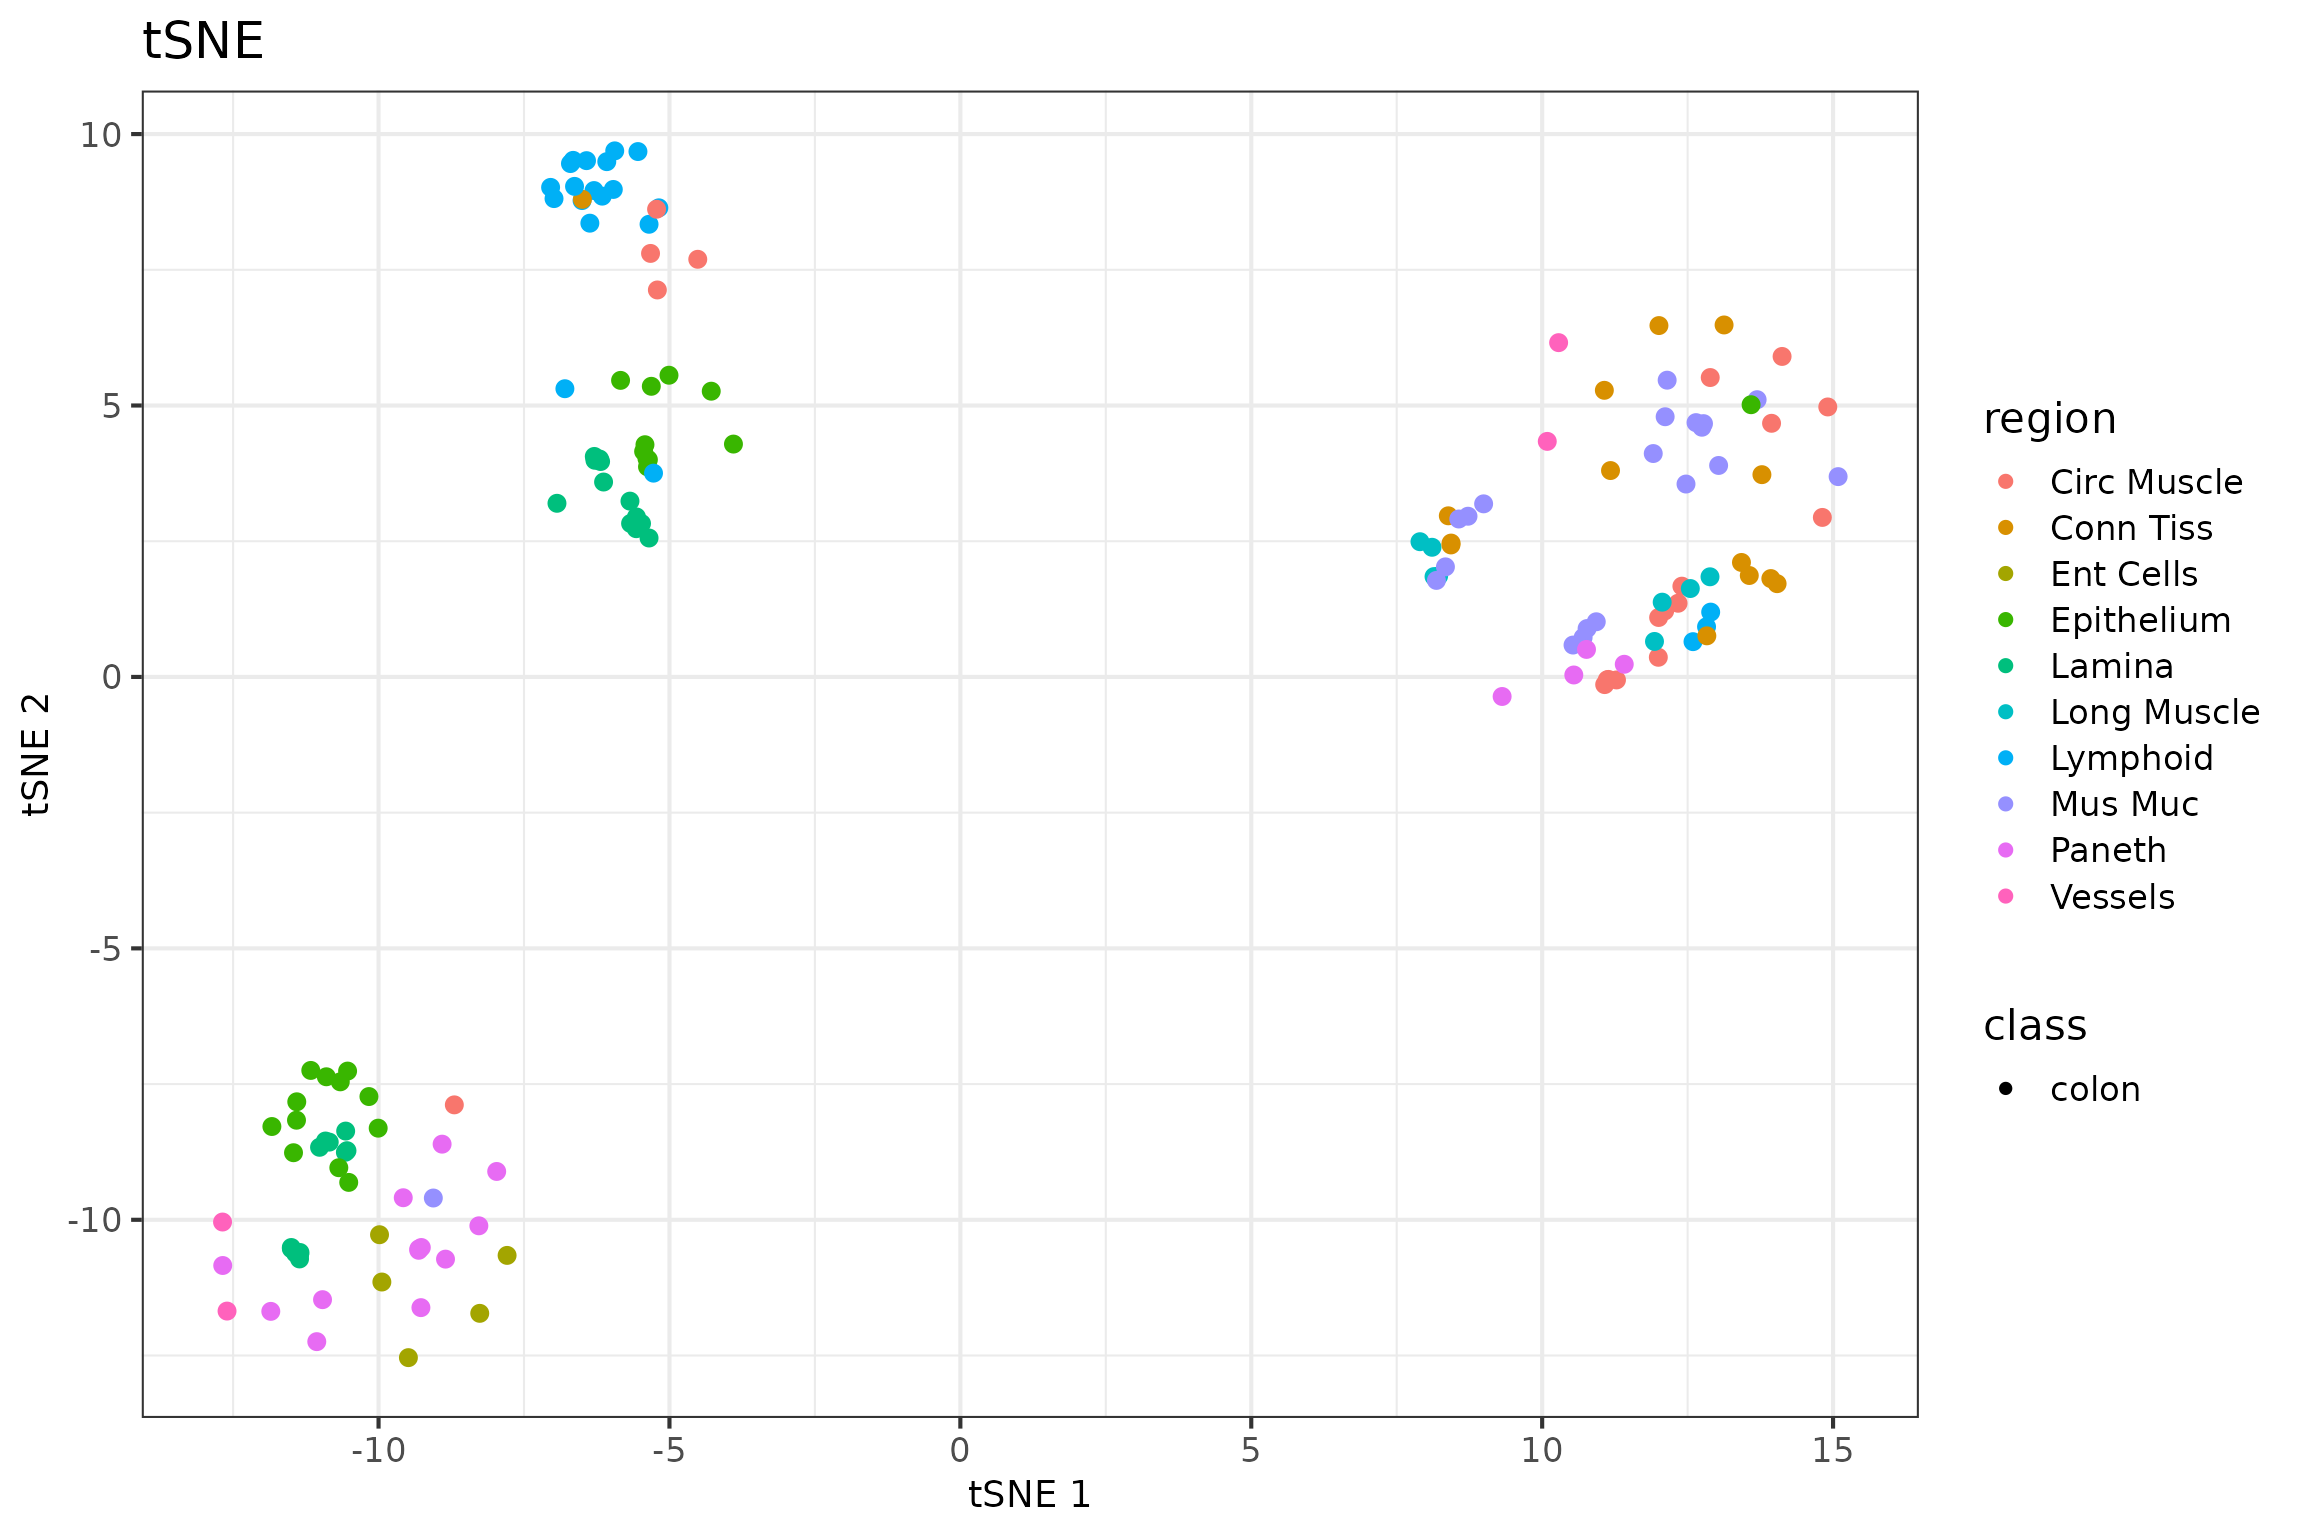 tSNE
10
5
0
-5
-10
tSNE 2
-10
-5
0
5
10
15
tSNE 1
region
Circ Muscle
Conn Tiss
Ent Cells
Epithelium
Lamina
Long Muscle
Lymphoid
Mus Muc
Paneth
Vessels
class
colon